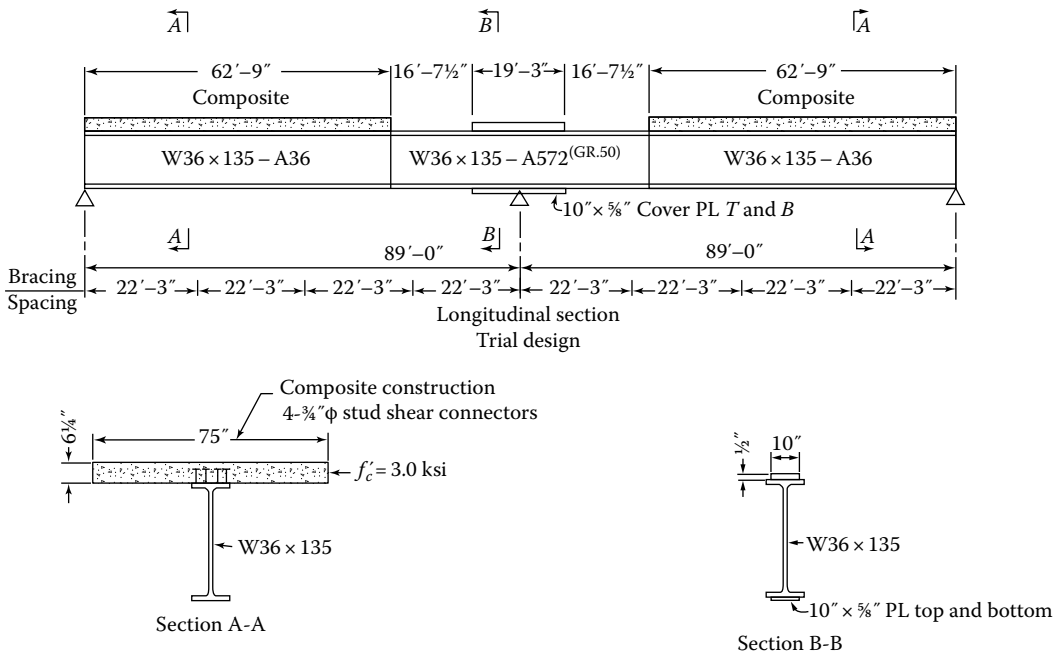 A B A
62′–9″ 16′–7½″ 19′–3″ 16′–7½″ 62′–9″
Composite Composite
W36 × 135 – A36 W36 × 135 – A572(GR.50) W36 × 135 – A36
10″× ⅝″ Cover PL T and B
A B A
89′–0″ 89′–0″
Bracing
Spacing
22′–3″ 22′–3″ 22′–3″ 22′–3″ 22′–3″ 22′–3″ 22′–3″ 22′–3″
Longitudinal section
Trial design
Composite construction
4-¾″ϕ stud shear connectors
6¼″
75″
f′c = 3.0 ksi
W36 × 135
Section A-A
½″
10″
W36 × 135
10″ × ⅝″ PL top and bottom
Section B-B